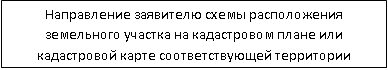 Направление заявителю схемы расположения
земельного участка на кадастровом плане или
кадастровой карте соответствующей территории